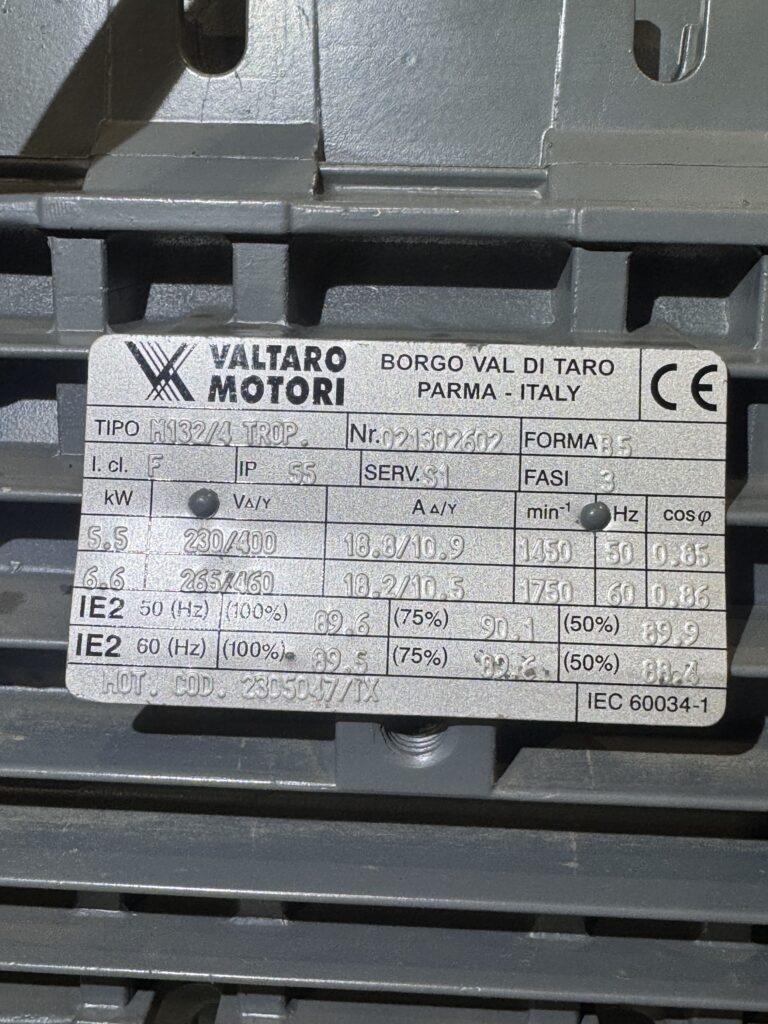 VALTARO MOTORI
BORGO VAL DI TARO
PARMA - ITALY
CE
TIPO M132/4 TROP. Nr. 021302602 FORMA B5
I. cl. F IP 55 SERV. S1 FASI 3
kW V△/Y A △/Y min-1 Hz cosφ
5.5 230/400 18.8/10.9 1450 50 0.85
6.6 265/460 18.2/10.5 1750 60 0.86
IE2 50 (Hz) (100%) 89.6 (75%) 90.1 (50%) 89.9
IE2 60 (Hz) (100%) 89.5 (75%) (50%) 88.4
MOT. COD. 2305047/TX IEC 60034-1